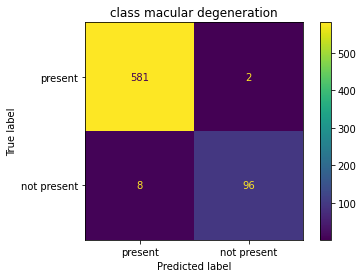 class macular degeneration
present
581
2
not present
8
96
present
not present
True label
Predicted label
500
400
300
200
100